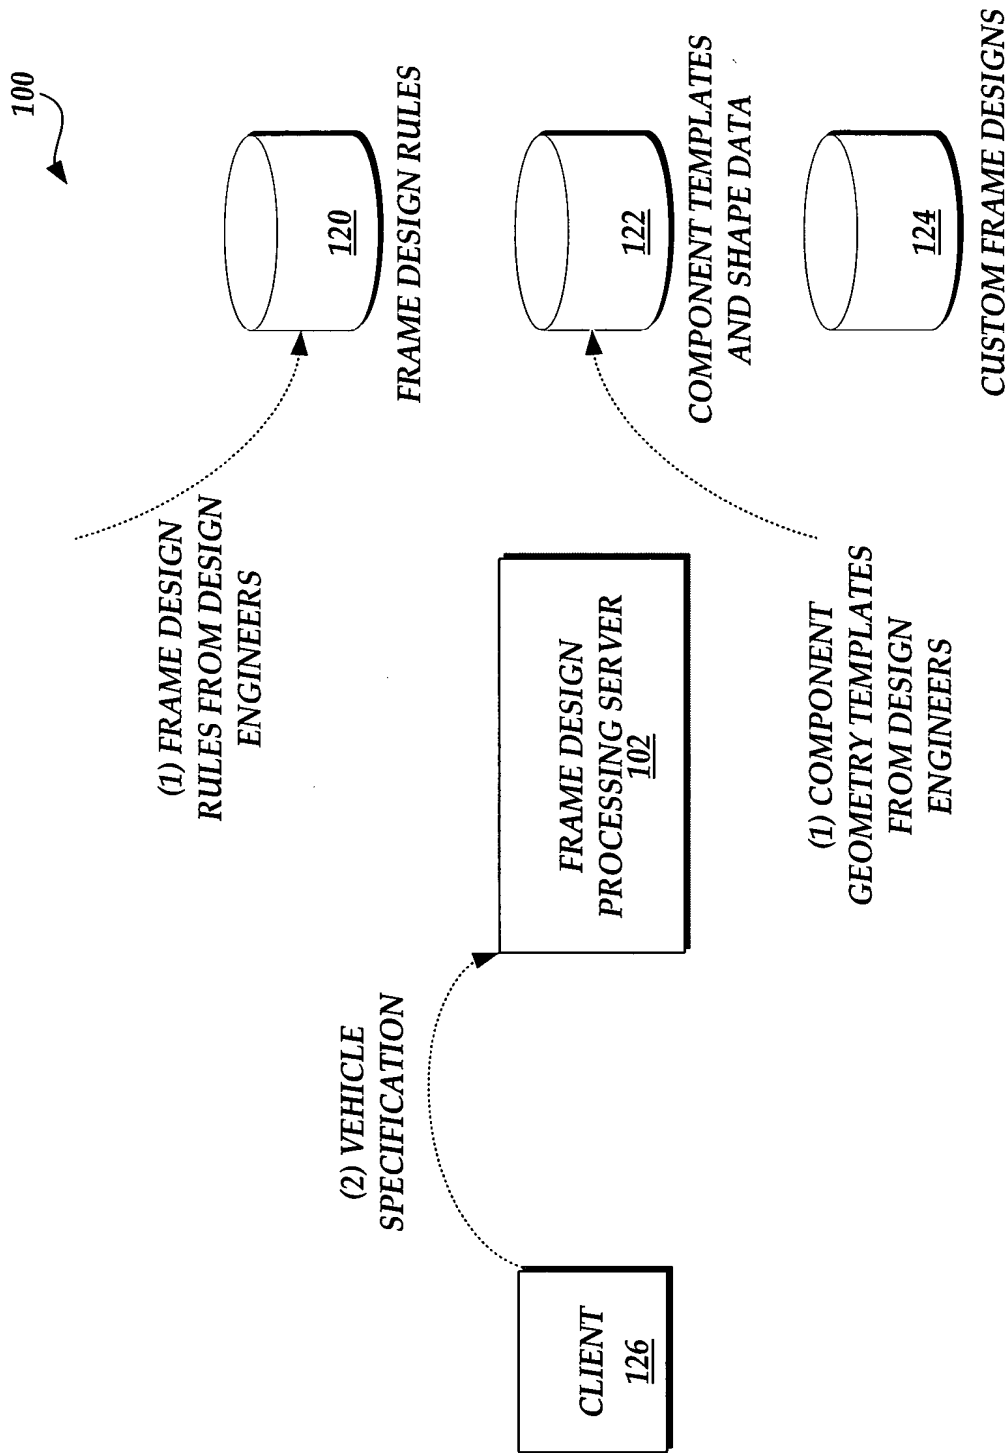 100
(1) FRAME DESIGN
RULES FROM DESIGN
ENGINEERS
120
FRAME DESIGN RULES
(2) VEHICLE
SPECIFICATION
CLIENT
126
FRAME DESIGN
PROCESSING SERVER
102
122
COMPONENT TEMPLATES
AND SHAPE DATA
(1) COMPONENT
GEOMETRY TEMPLATES
FROM DESIGN
ENGINEERS
124
CUSTOM FRAME DESIGNS